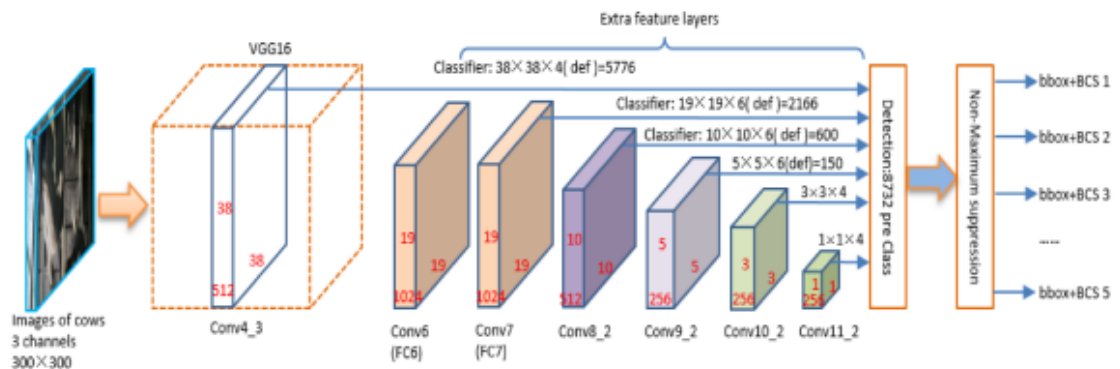 Extra feature layers
VGG16
Classifier: 38×38×4( def )=5776
Classifier: 19×19×6( def )=2166
Classifier: 10×10×6( def )=600
5×5×6(def)=150
3×3×4
1×1×4
38
38
512
19
19
1024
19
19
1024
10
10
512
5
5
256
3
3
256
1
1
256
Detection:8732 pre Class
Non-Maximum suppression
bbox+BCS 1
bbox+BCS 2
bbox+BCS 3
......
bbox+BCS 5
Images of cows
3 channels
300×300
Conv4_3
Conv6
(FC6)
Conv7
(FC7)
Conv8_2
Conv9_2
Conv10_2
Conv11_2